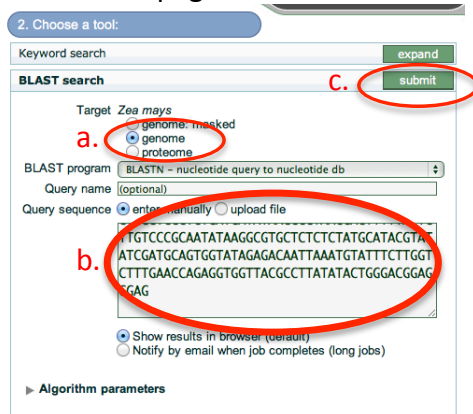 2. Choose a tool:
Keyword search expand
BLAST search c. submit
Target Zea mays
genome: masked
a. genome
proteome
BLAST program BLASTN - nucleotide query to nucleotide db
Query name (optional)
Query sequence enter manually upload file
TTGTCCCGCAATATAAGGCGTGCTCTCTCTATGCATACGTAT
ATCGATGCAGTGGTATAGAGACAATTAAATGTATTTCTTGGT
b. CTTTGAACCAGAGGTGGTTACGCCTTATATACTGGGACGGAG
CGAG
Show results in browser (default)
Notify by email when job completes (long jobs)
Algorithm parameters